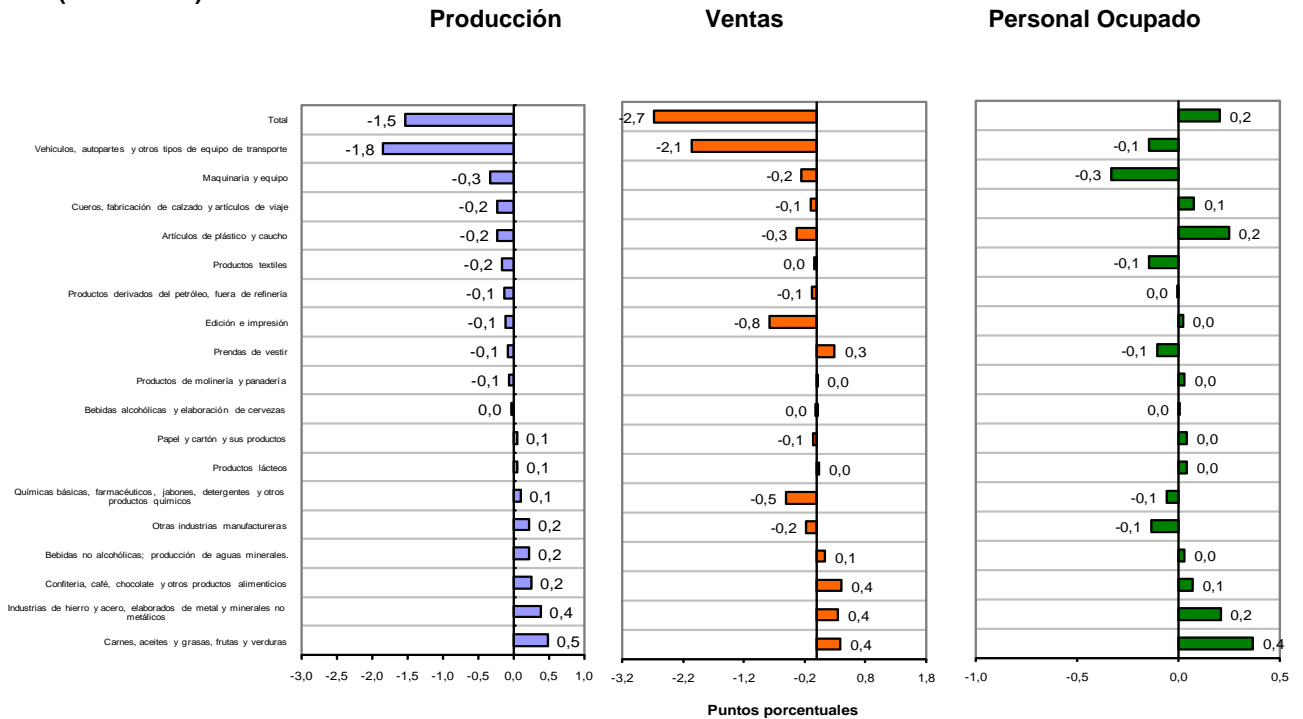 Producción Ventas Personal Ocupado
Total -1,5 -2,7 0,2
Vehículos, autopartes y otros tipos de equipo de transporte -1,8 -2,1 -0,1
Maquinaria y equipo -0,3 -0,2 -0,3
Cueros, fabricación de calzado y artículos de viaje -0,2 -0,1 0,1
Artículos de plástico y caucho -0,2 -0,3 0,2
Productos textiles -0,2 0,0 -0,1
Productos derivados del petróleo, fuera de refinería -0,1 -0,1 0,0
Edición e impresión -0,1 -0,8 0,0
Prendas de vestir -0,1 0,3 -0,1
Productos de molinería y panadería -0,1 0,0 0,0
Bebidas alcohólicas y elaboración de cervezas 0,0 0,0 0,0
Papel y cartón y sus productos 0,1 -0,1 0,0
Productos lácteos 0,1 0,0 0,0
Químicas básicas, farmacéuticos, jabones, detergentes y otros
productos químicos 0,1 -0,5 -0,1
Otras industrias manufactureras 0,2 -0,2 -0,1
Bebidas no alcohólicas; producción de aguas minerales. 0,2 0,1 0,0
Confiteria, café, chocolate y otros productos alimenticios 0,2 0,4 0,1
Industrias de hierro y acero, elaborados de metal y minerales no
metálicos 0,4 0,4 0,2
Carnes, aceites y grasas, frutas y verduras 0,5 0,4 0,4
-3,0 -2,5 -2,0 -1,5 -1,0 -0,5 0,0 0,5 1,0 -3,2 -2,2 -1,2 -0,2 0,8 1,8 -1,0 -0,5 0,0 0,5
Puntos porcentuales